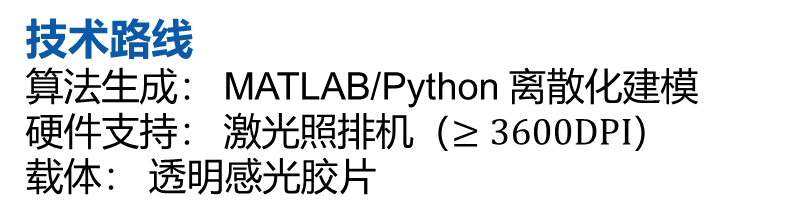 技术路线
算法生成： MATLAB/Python 离散化建模
硬件支持： 激光照排机（≥ 3600DPI）
载体： 透明感光胶片